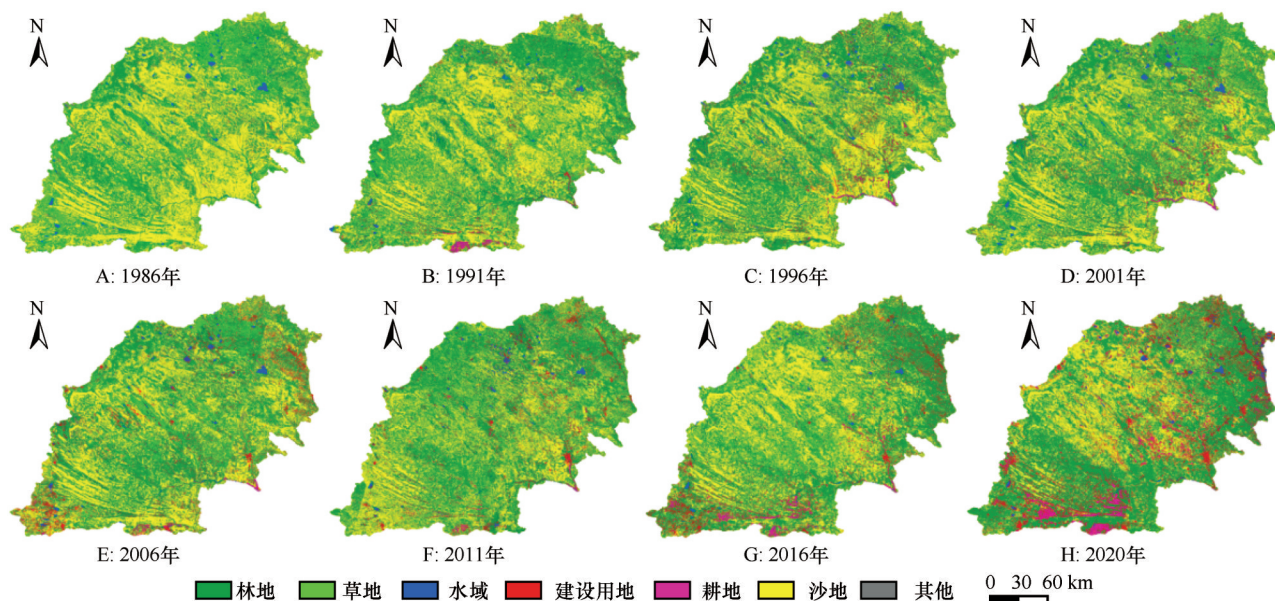 N N N N
A: 1986年 B: 1991年 C: 1996年 D: 2001年
N N N N
E: 2006年 F: 2011年 G: 2016年 H: 2020年
林地 草地 水域 建设用地 耕地 沙地 其他 0 30 60 km